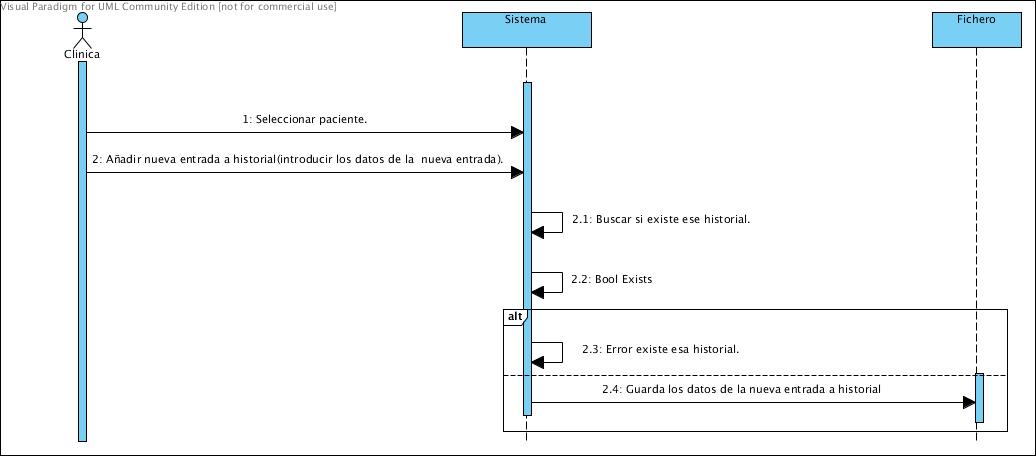 Visual Paradigm for UML Community Edition [not for commercial use]
Clinica
Sistema
Fichero
1: Seleccionar paciente.
2: Añadir nueva entrada a historial(introducir los datos de la nueva entrada).
2.1: Buscar si existe ese historial.
2.2: Bool Exists
alt
2.3: Error existe esa historial.
2.4: Guarda los datos de la nueva entrada a historial